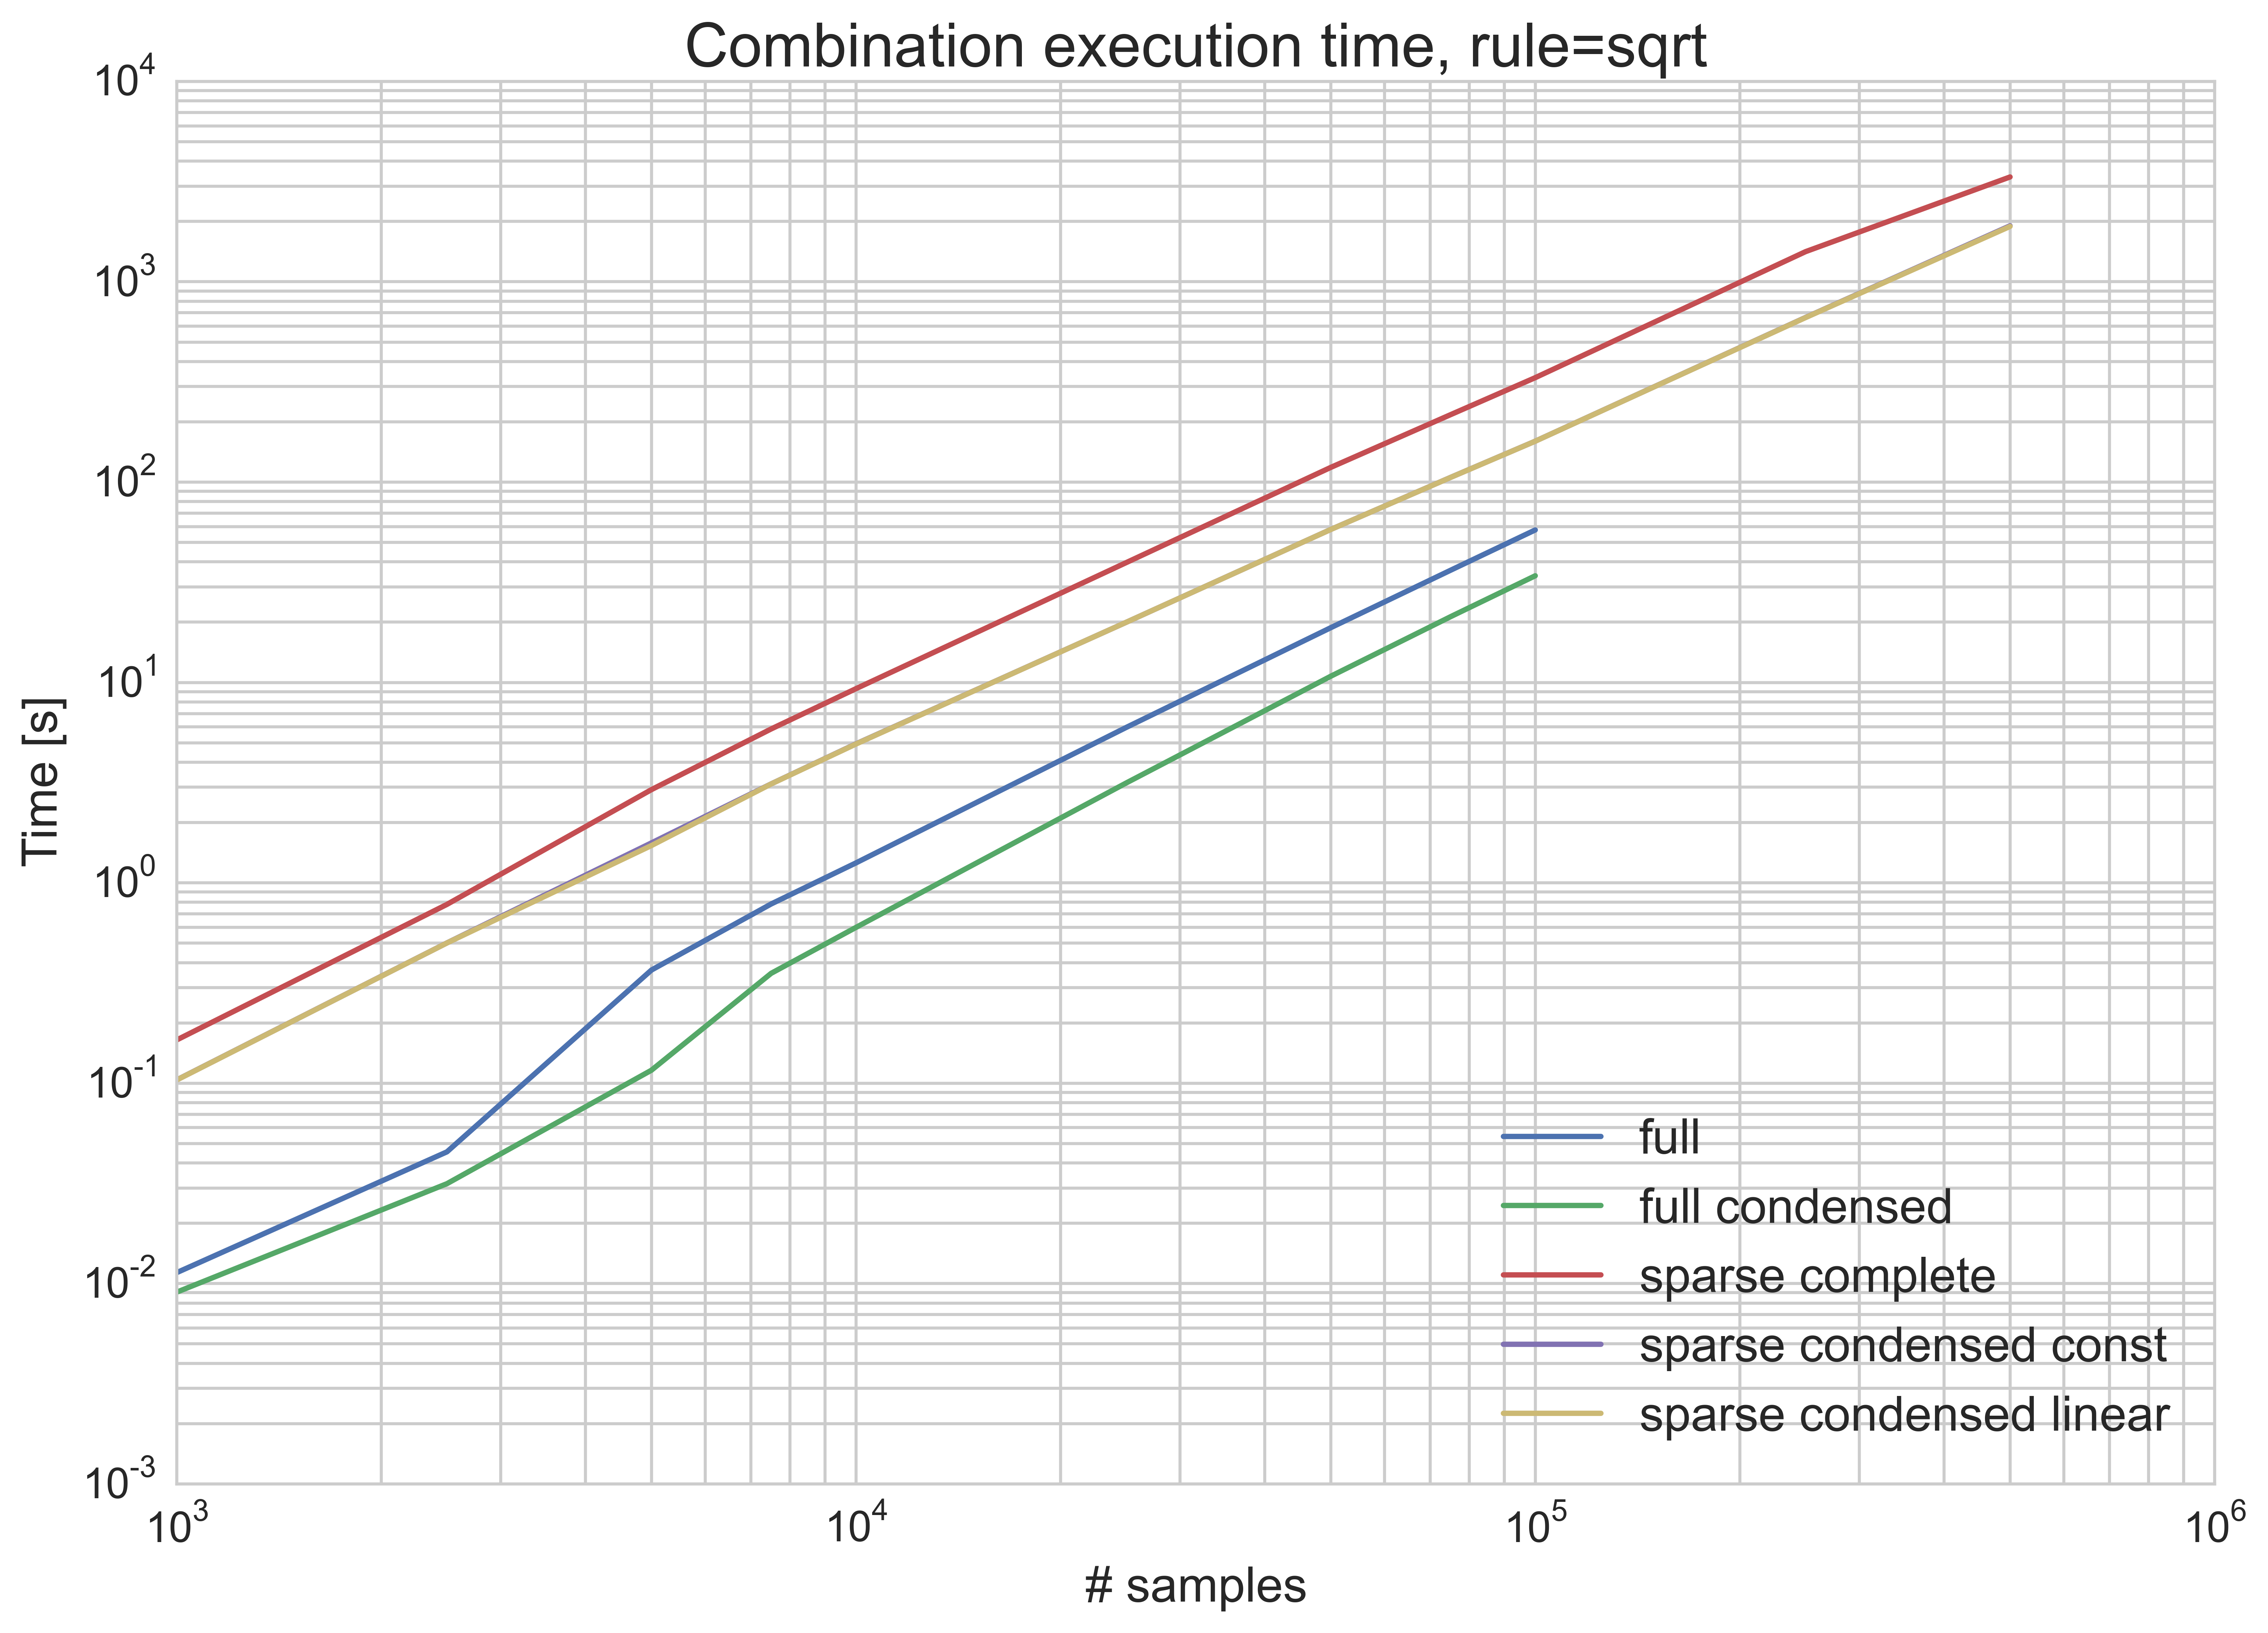 Combination execution time, rule=sqrt
10^4
10^3
10^2
10^1
10^0
10^-1
10^-2
10^-3
Time [s]
full
full condensed
sparse complete
sparse condensed const
sparse condensed linear
10^3 10^4 10^5 10^6
# samples